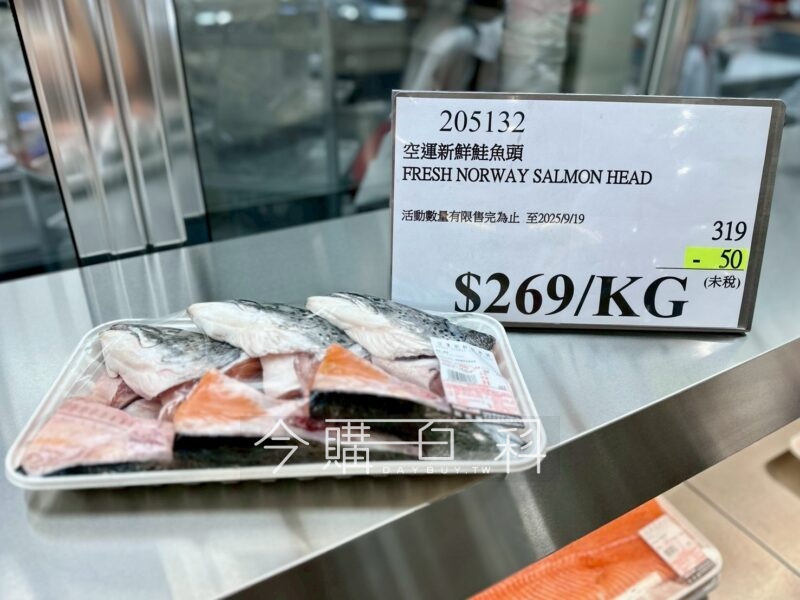 205132
空運新鮮鮭魚頭
FRESH NORWAY SALMON HEAD
活動數量有限售完為止 至2025/9/19
319
- 50
$269/KG (未稅)
今購百科
DAYBUY.TW